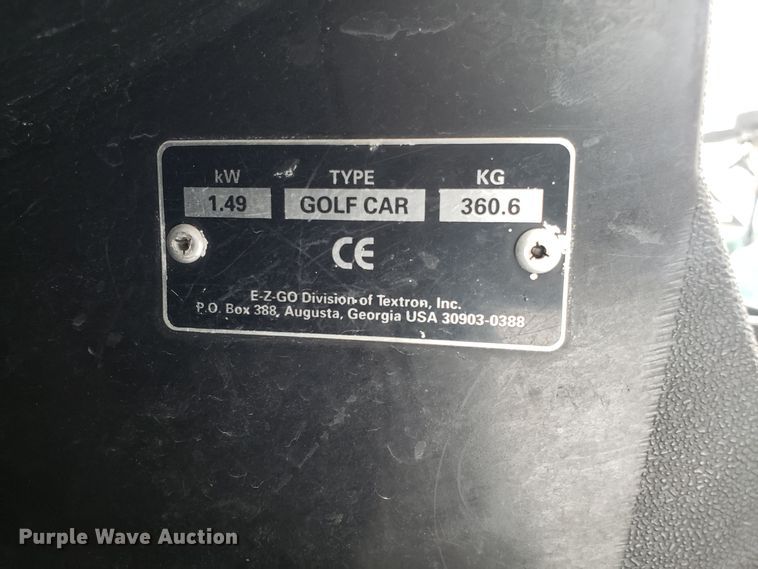 kW TYPE KG
1.49 GOLF CAR 360.6
CE
E-Z-GO Division of Textron, Inc.
P.O. Box 388, Augusta, Georgia USA 30903-0388
Purple Wave Auction